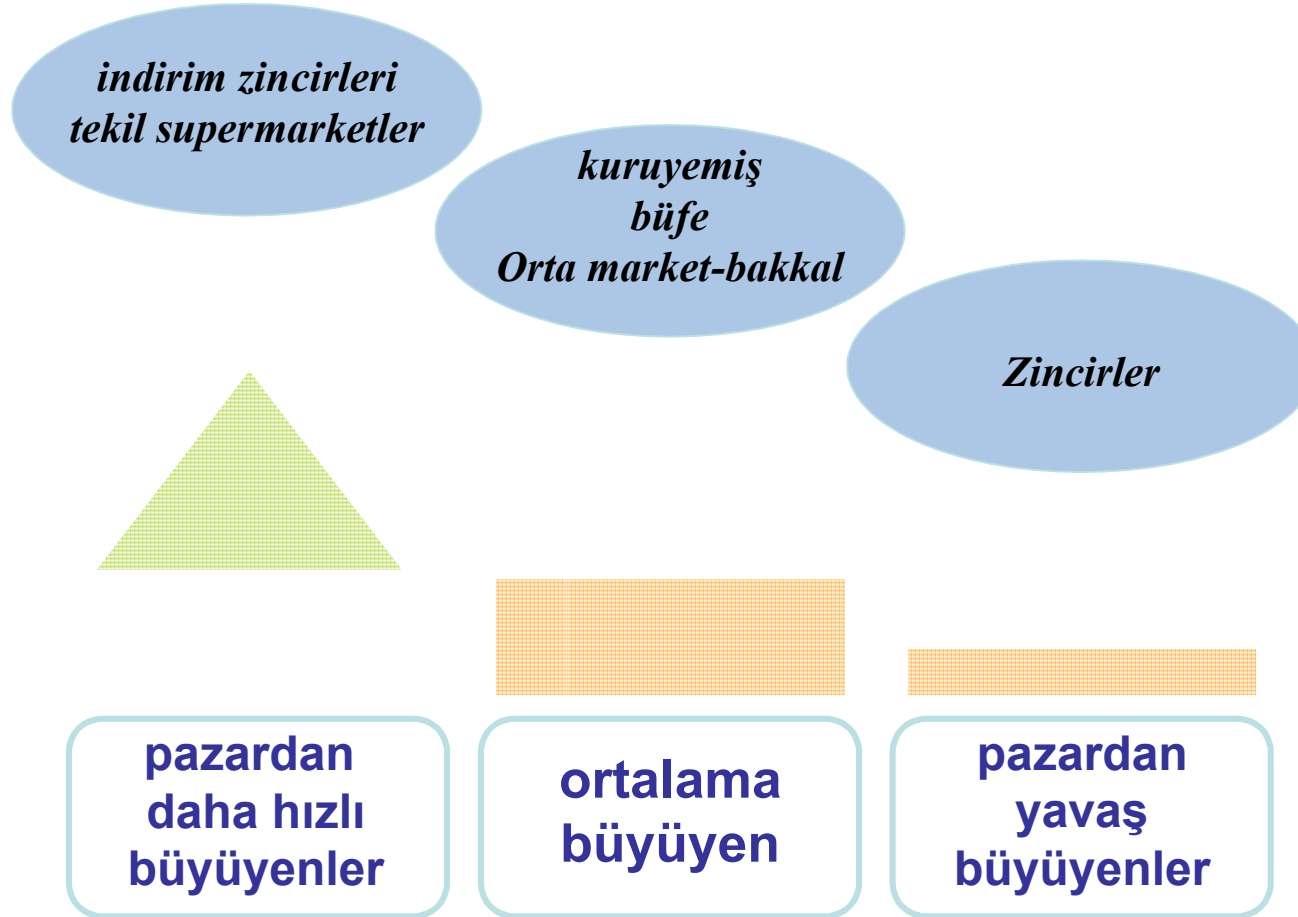 indirim zincirleri
tekil supermarketler
kuruyemiş
büfe
Orta market-bakkal
Zincirler
pazardan
daha hızlı
büyüyenler
ortalama
büyüyen
pazardan
yavaş
büyüyenler